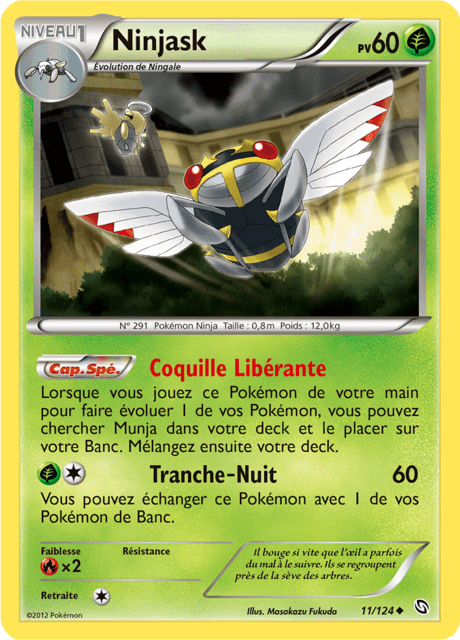 NIVEAU 1
Ninjask
PV60
Évolution de Ningale
N° 291 Pokémon Ninja Taille : 0,8m Poids : 12,0kg
Cap. Spé. Coquille Libérante
Lorsque vous jouez ce Pokémon de votre main
pour faire évoluer 1 de vos Pokémon, vous pouvez
chercher Munja dans votre deck et le placer sur
votre Banc. Mélangez ensuite votre deck.
Tranche-Nuit 60
Vous pouvez échanger ce Pokémon avec 1 de vos
Pokémon de Banc.
Faiblesse Résistance
×2
Retraite
Il bouge si vite que l'œil a parfois
du mal à le suivre. Ils se regroupent
près de la sève des arbres.
©2012 Pokémon
Illus. Masakazu Fukuda
11/124